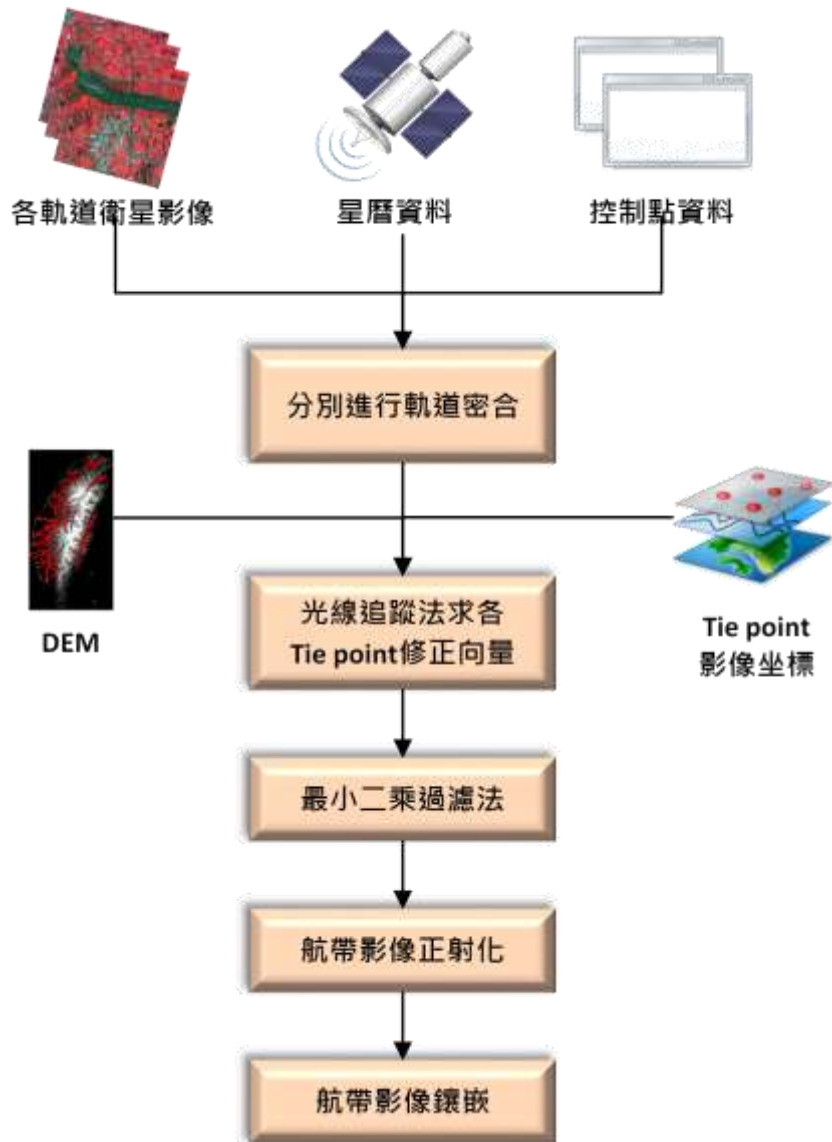 各軌道衛星影像
星曆資料
控制點資料
分別進行軌道密合
DEM
Tie point
影像坐標
光線追蹤法求各
Tie point修正向量
最小二乘過濾法
航帶影像正射化
航帶影像鑲嵌